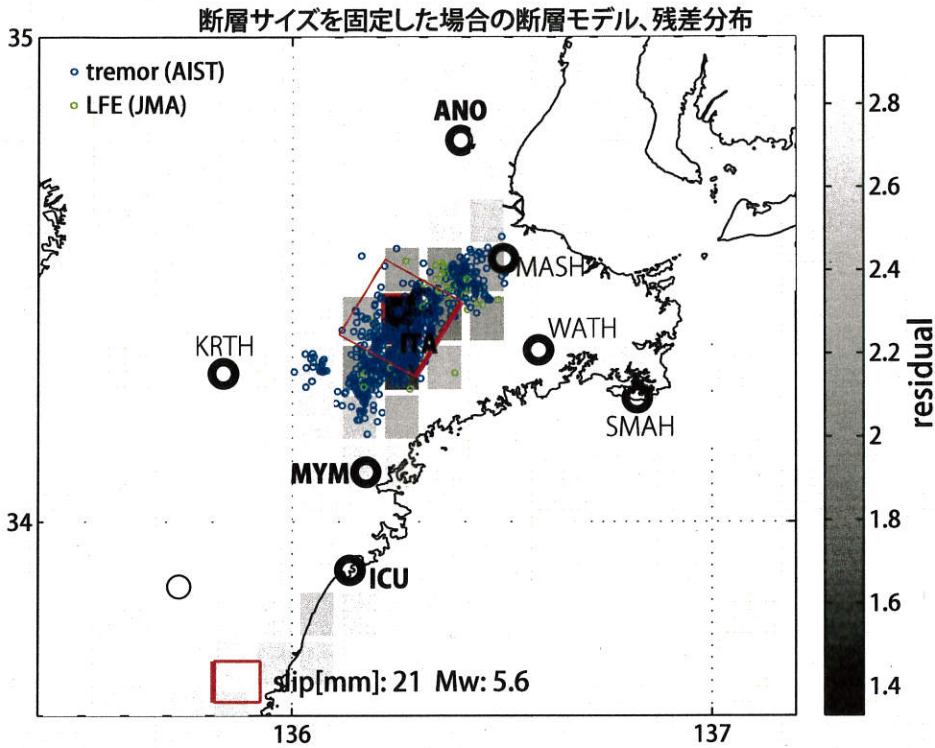 断層サイズを固定した場合の断層モデル、残差分布
35
tremor (AIST)
LFE (JMA)
ANO
MASH
WATH
ITA
KRTH
SMAH
MYM
34
ICU
slip[mm]: 21 Mw: 5.6
136
137
2.8
2.6
2.4
2.2
2
1.8
1.6
1.4
residual